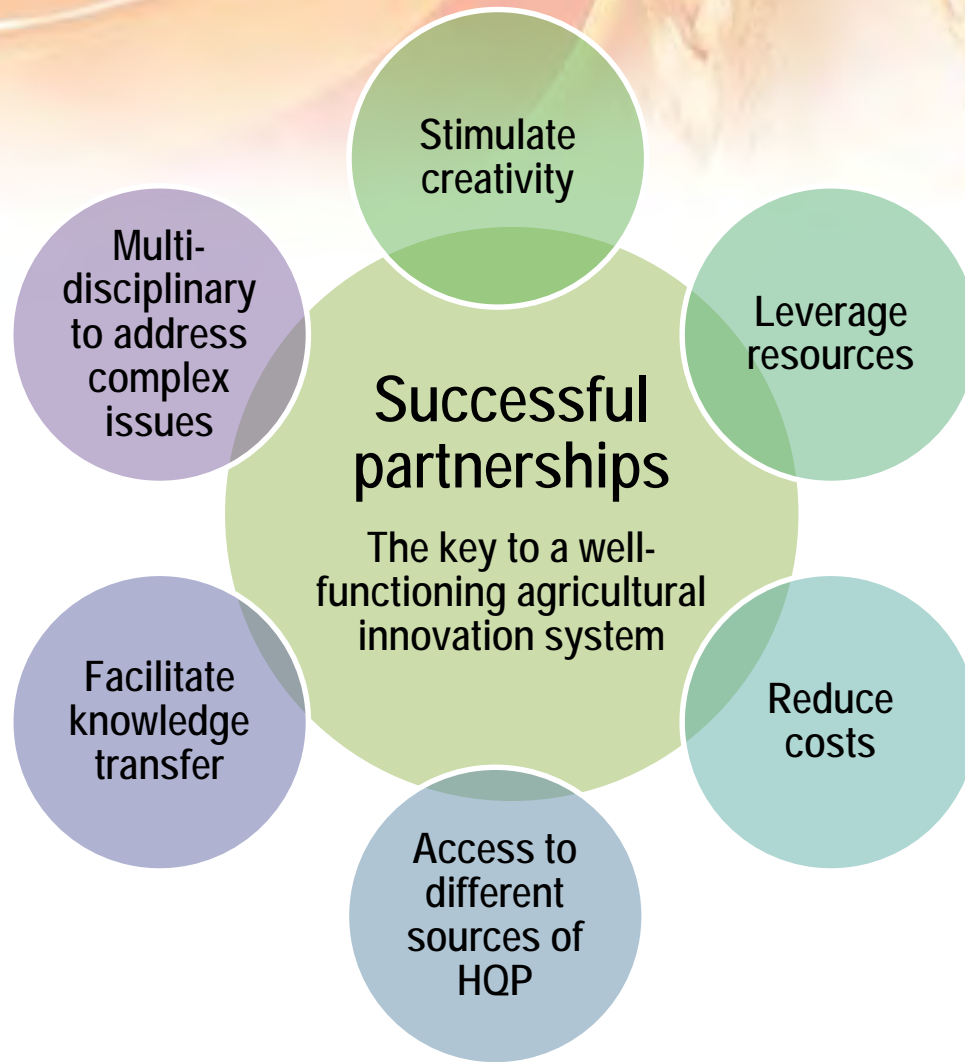 Stimulate
creativity
Multi-
disciplinary
to address
complex
issues
Leverage
resources
Successful
partnerships
The key to a well-
functioning agricultural
innovation system
Facilitate
knowledge
transfer
Reduce
costs
Access to
different
sources of
HQP